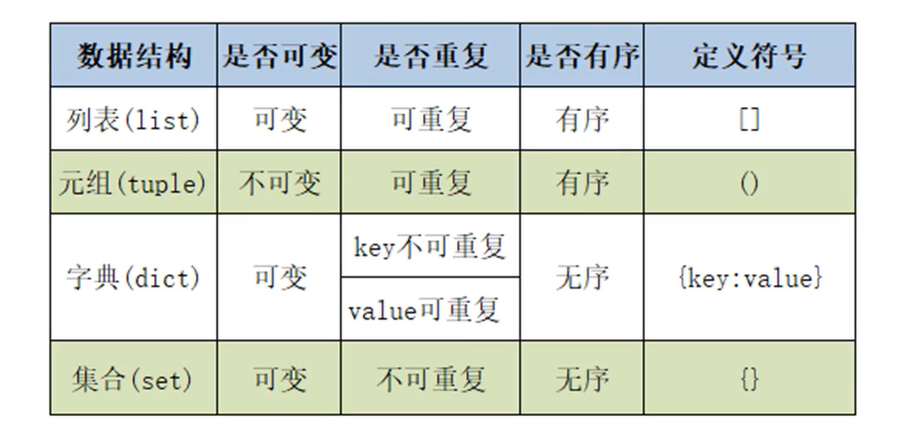 数据结构 是否可变 是否重复 是否有序 定义符号
列表(list) 可变 可重复 有序 []
元组(tuple) 不可变 可重复 有序 ()
key不可重复
字典(dict) 可变 无序 {key:value}
value可重复
集合(set) 可变 不可重复 无序 {}